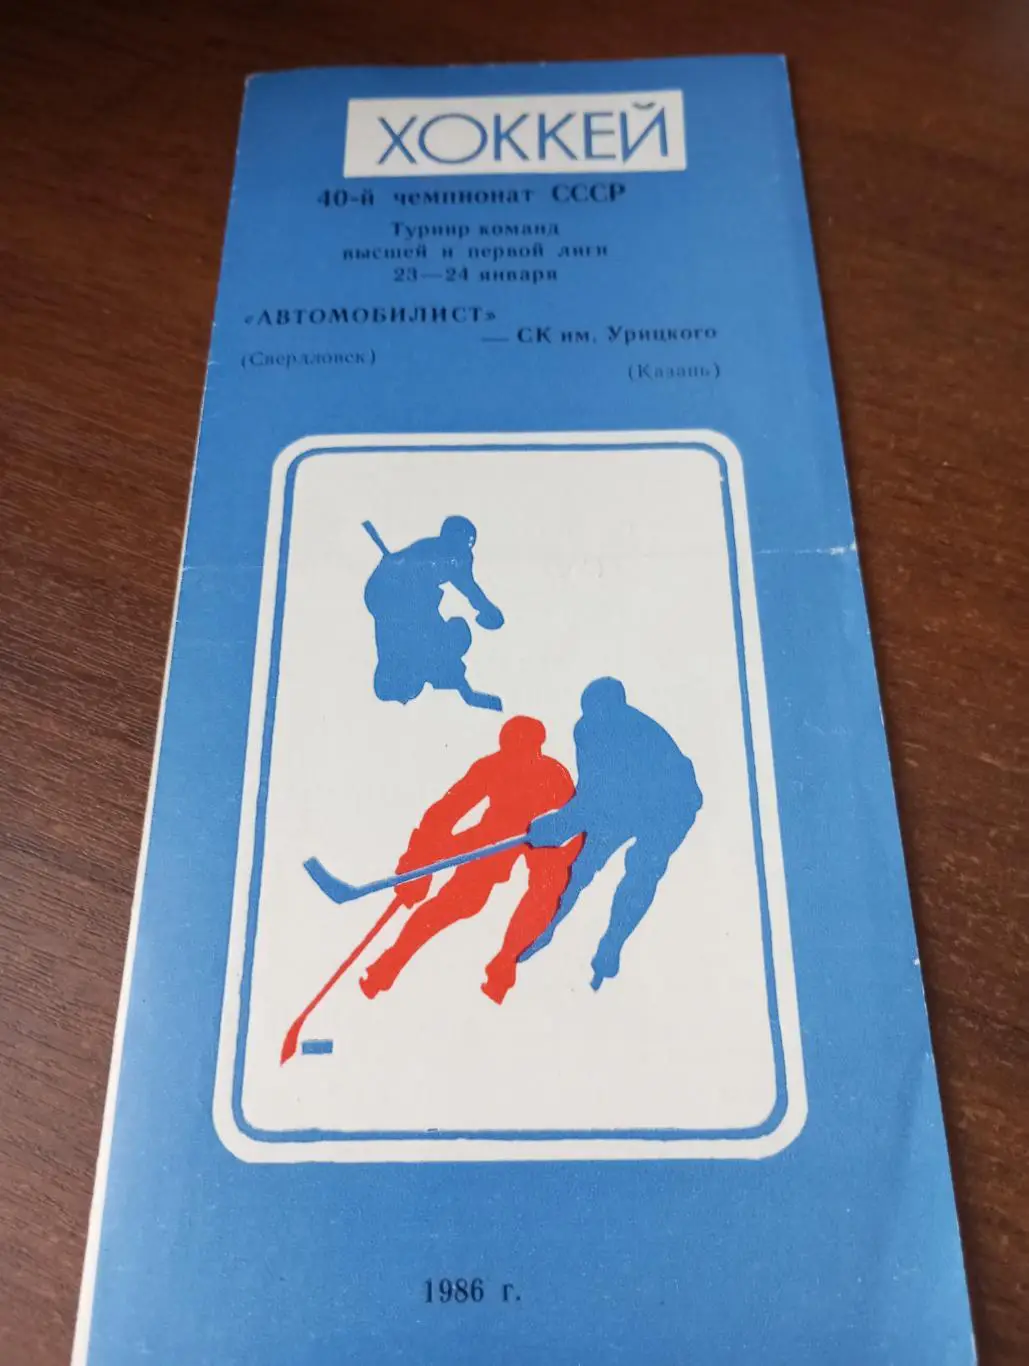 ХОККЕЙ
40-й чемпионат СССР
Турнир команд
высшей и первой лиги
23—24 января
«АВТОМОБИЛИСТ»
— СК им. Урицкого
(Свердловск)
(Казань)
1986 г.